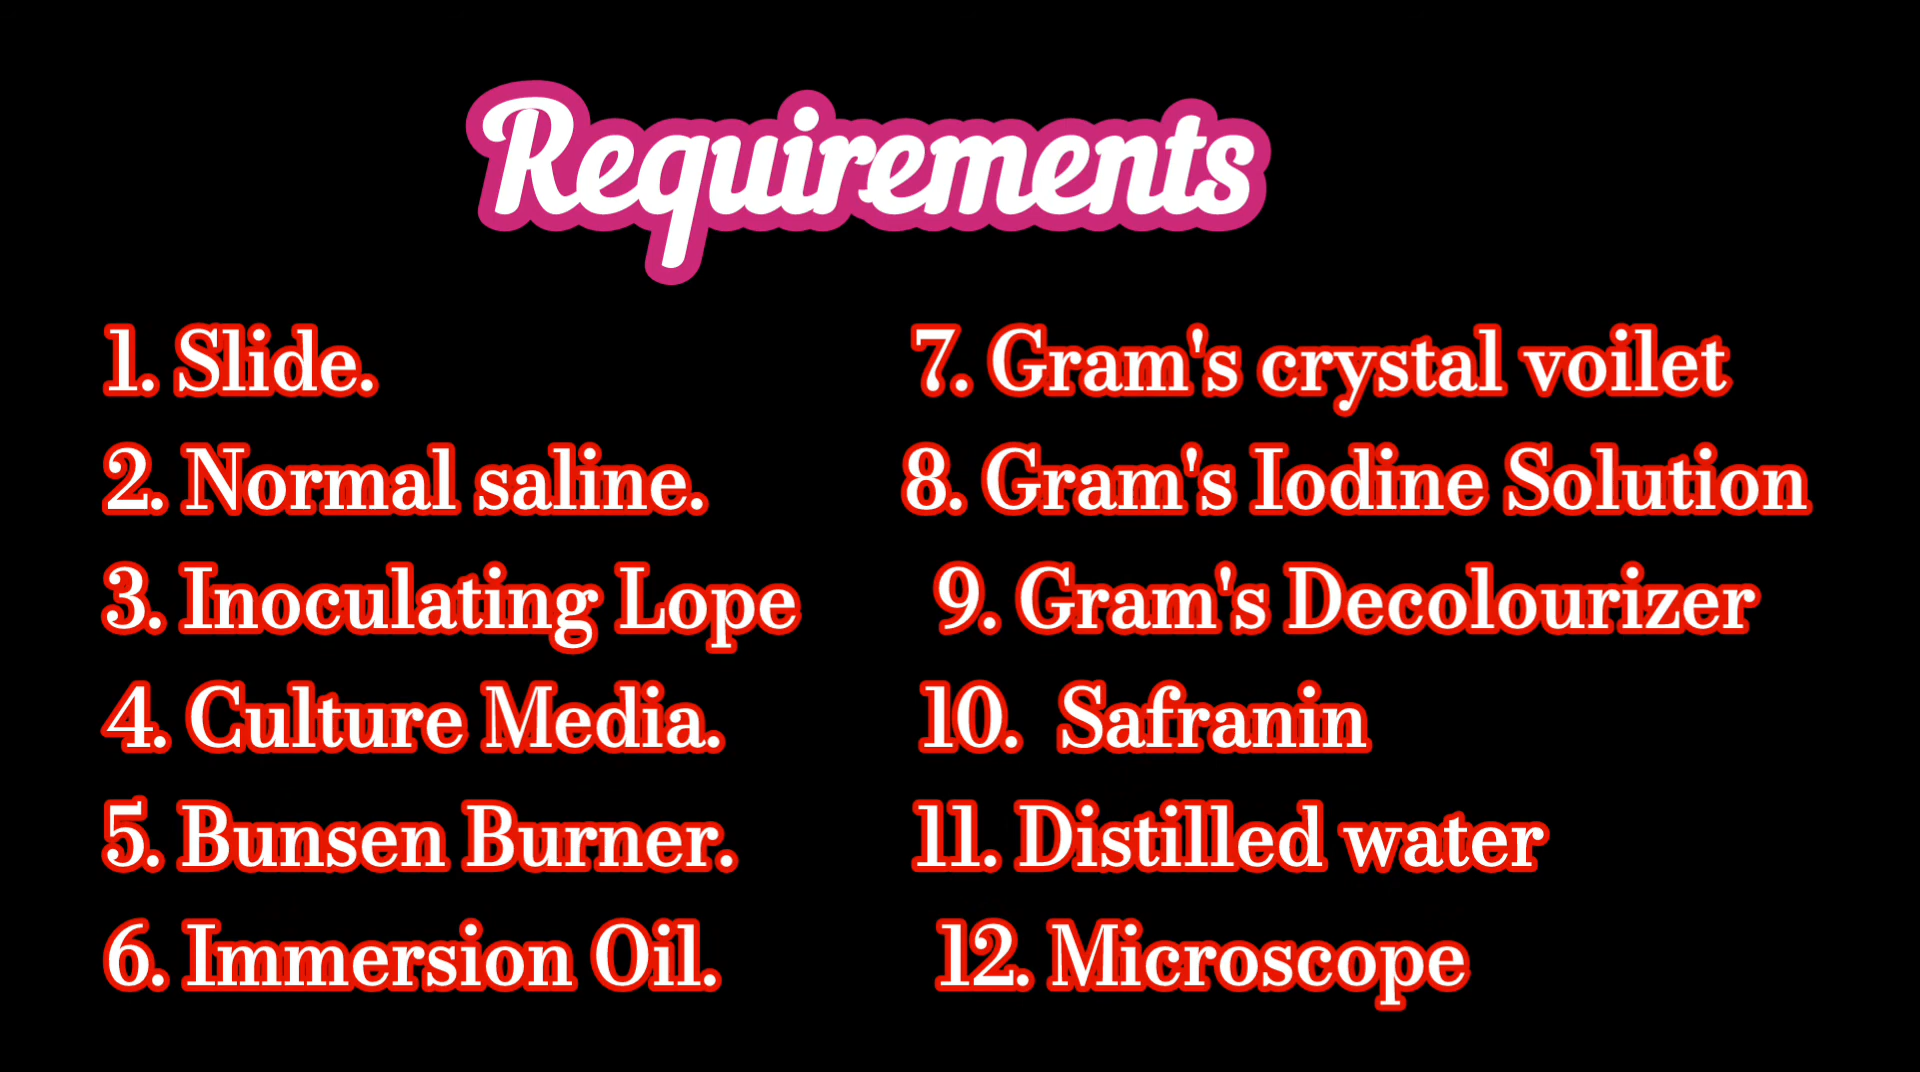 Requirements
1. Slide.
2. Normal saline.
3. Inoculating Lope
4. Culture Media.
5. Bunsen Burner.
6. Immersion Oil.
7. Gram's crystal voilet
8. Gram's Iodine Solution
9. Gram's Decolourizer
10. Safranin
11. Distilled water
12. Microscope